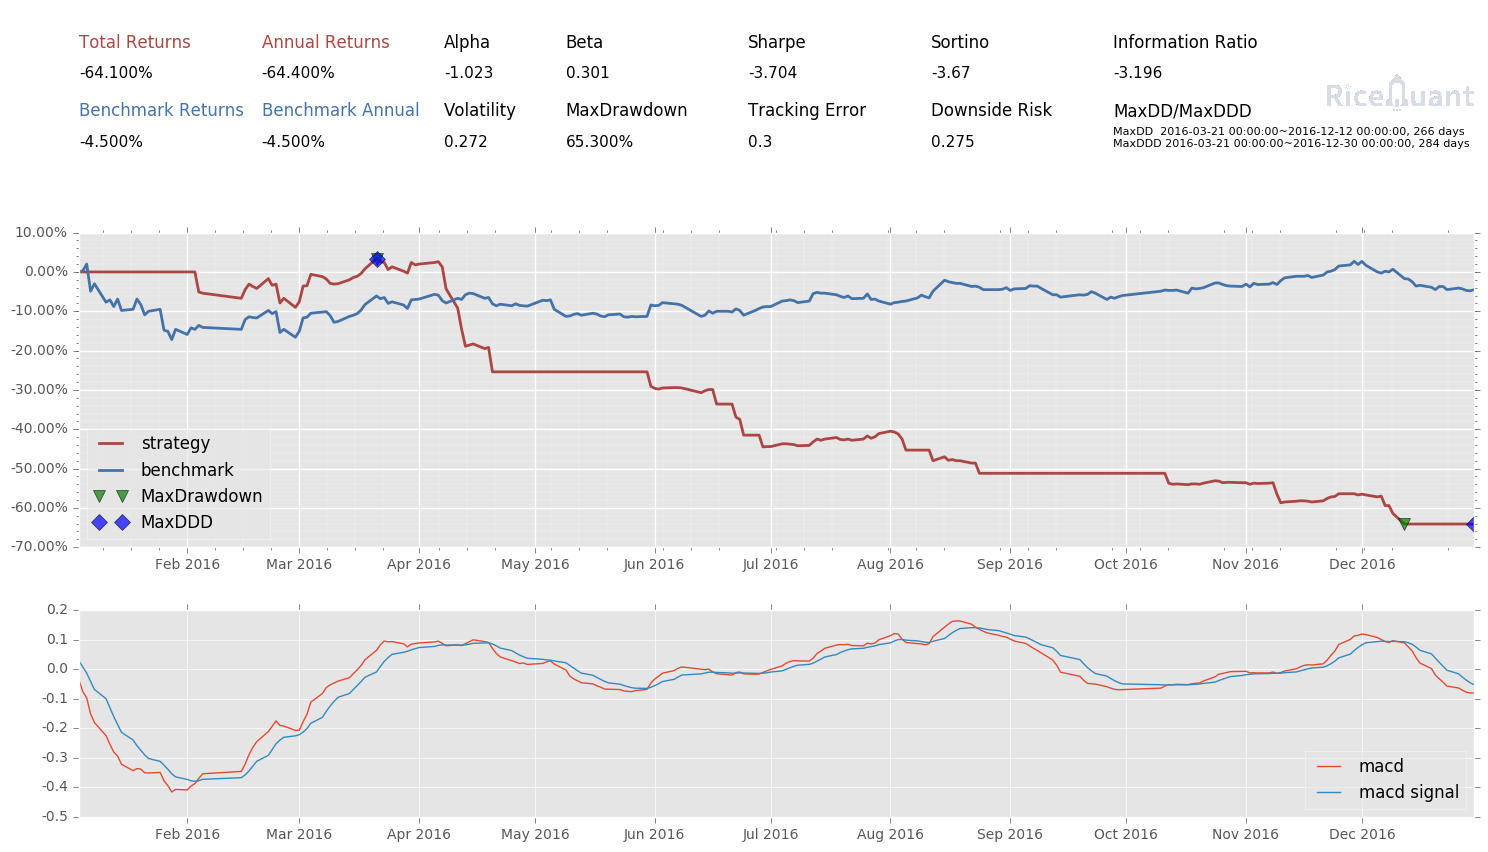 Total Returns Annual Returns Alpha Beta Sharpe Sortino Information Ratio
-64.100% -64.400% -1.023 0.301 -3.704 -3.67 -3.196
RiceQuant
Benchmark Returns Benchmark Annual Volatility MaxDrawdown Tracking Error Downside Risk MaxDD/MaxDDD
-4.500% -4.500% 0.272 65.300% 0.3 0.275
MaxDD 2016-03-21 00:00:00~2016-12-12 00:00:00, 266 days
MaxDDD 2016-03-21 00:00:00~2016-12-30 00:00:00, 284 days
10.00%
0.00%
-10.00%
-20.00%
-30.00%
-40.00%
-50.00%
-60.00%
-70.00%
strategy
benchmark
MaxDrawdown
MaxDDD
Feb 2016 Mar 2016 Apr 2016 May 2016 Jun 2016 Jul 2016 Aug 2016 Sep 2016 Oct 2016 Nov 2016 Dec 2016
0.2
0.1
0.0
-0.1
-0.2
-0.3
-0.4
-0.5
macd
macd signal
Feb 2016 Mar 2016 Apr 2016 May 2016 Jun 2016 Jul 2016 Aug 2016 Sep 2016 Oct 2016 Nov 2016 Dec 2016